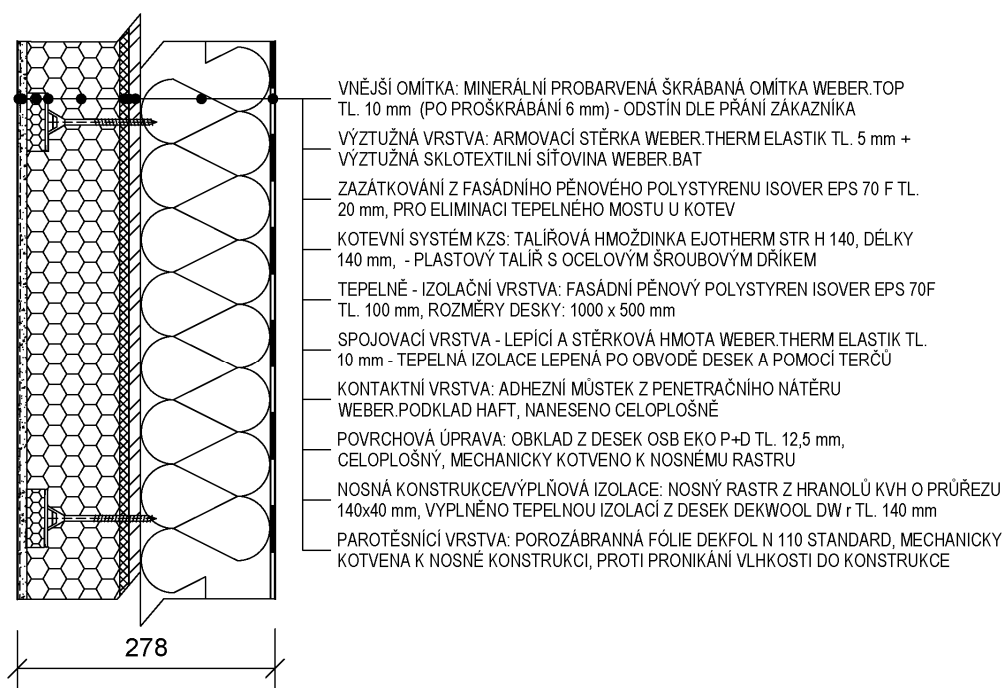 VNĚJŠÍ OMÍTKA: MINERÁLNÍ PROBARVENÁ ŠKRÁBANÁ OMÍTKA WEBER.TOP
TL. 10 mm (PO PROŠKRÁBÁNÍ 6 mm) - ODSTÍN DLE PŘÁNÍ ZÁKAZNÍKA
VÝZTUŽNÁ VRSTVA: ARMOVACÍ STĚRKA WEBER.THERM ELASTIK TL. 5 mm +
VÝZTUŽNÁ SKLOTEXTILNÍ SÍŤOVINA WEBER.BAT
ZAZÁTKOVÁNÍ Z FASÁDNÍHO PĚNOVÉHO POLYSTYRENU ISOVER EPS 70 F TL.
20 mm, PRO ELIMINACI TEPELNÉHO MOSTU U KOTEV
KOTEVNÍ SYSTÉM KZS: TALÍŘOVÁ HMOŽDINKA EJOTHERM STR H 140, DÉLKY
140 mm, - PLASTOVÝ TALÍŘ S OCELOVÝM ŠROUBOVÝM DŘÍKEM
TEPELNĚ - IZOLAČNÍ VRSTVA: FASÁDNÍ PĚNOVÝ POLYSTYREN ISOVER EPS 70F
TL. 100 mm, ROZMĚRY DESKY: 1000 x 500 mm
SPOJOVACÍ VRSTVA - LEPÍCÍ A STĚRKOVÁ HMOTA WEBER.THERM ELASTIK TL.
10 mm - TEPELNÁ IZOLACE LEPENÁ PO OBVODĚ DESEK A POMOCÍ TERČŮ
KONTAKTNÍ VRSTVA: ADHEZNÍ MŮSTEK Z PENETRAČNÍHO NÁTĚRU
WEBER.PODKLAD HAFT, NANESENO CELOPLOŠNĚ
POVRCHOVÁ ÚPRAVA: OBKLAD Z DESEK OSB EKO P+D TL. 12,5 mm,
CELOPLOŠNÝ, MECHANICKY KOTVENO K NOSNÉMU RASTRU
NOSNÁ KONSTRUKCE/VÝPLŇOVÁ IZOLACE: NOSNÝ RASTR Z HRANOLŮ KVH O PRŮŘEZU
140x40 mm, VYPLNĚNO TEPELNOU IZOLACÍ Z DESEK DEKWOOL DW r TL. 140 mm
PAROTĚSNÍCÍ VRSTVA: POROZÁBRANNÁ FÓLIE DEKFOL N 110 STANDARD, MECHANICKY
KOTVENA K NOSNÉ KONSTRUKCI, PROTI PRONIKÁNÍ VLHKOSTI DO KONSTRUKCE
278